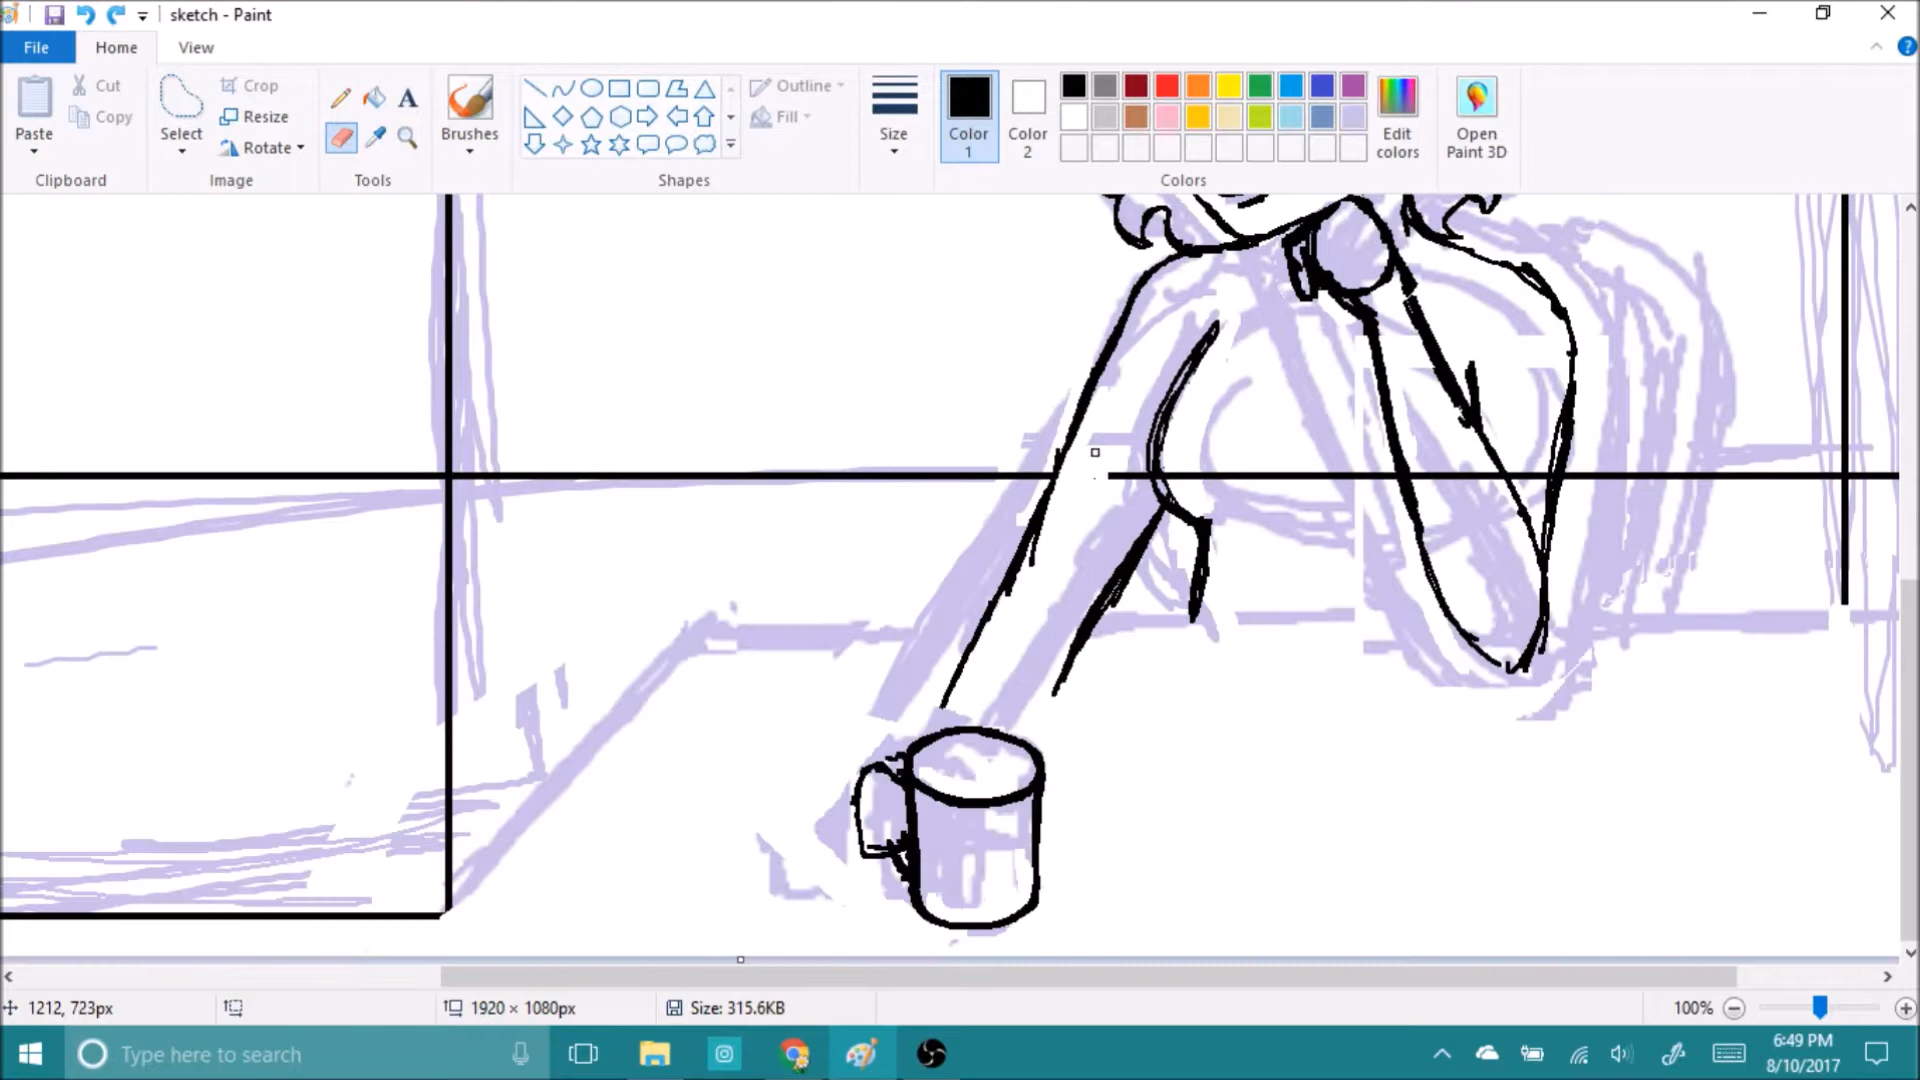 sketch - Paint
File Home View
Paste
Cut
Copy
Clipboard
Select
Crop
Resize
Rotate
Image
A
Tools
Brushes
Shapes
Outline
Fill
Size
Color 1
Color 2
Edit colors
Open Paint 3D
Colors
1212, 723px
1920 × 1080px
Size: 315.6KB
100%
Type here to search
6:49 PM
8/10/2017